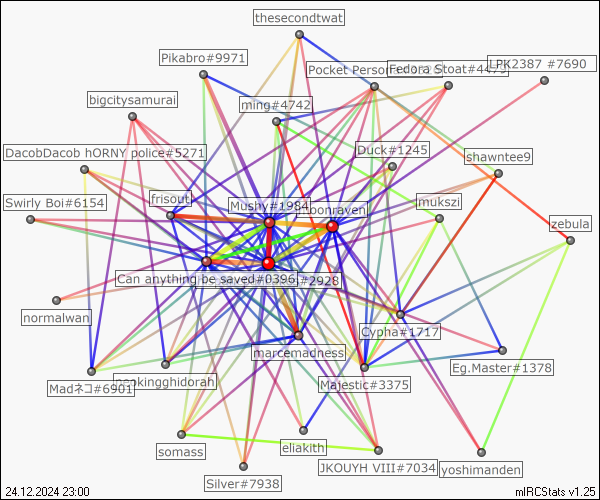 thesecondtwat
Pikabro#9971
LPK2387 #7690
Pocket Person
Fedora Stoat#4475
bigcitysamurai
ming#4742
Duck#1245
DacobDacob hORNY police#5271
shawntee9
Swirly Boi#6154
frisout
Mushy#1984
mukszi
zebula
Can anything be saved#0396
#2928
normalwan
Cypha#1717
marcemadness
Eg.Master#1378
Madネコ#6901
Majestic#3375
somass
eliakith
JKOUYH VIII#7034
yoshimanden
Silver#7938
24.12.2024 23:00
mIRCStats v1.25